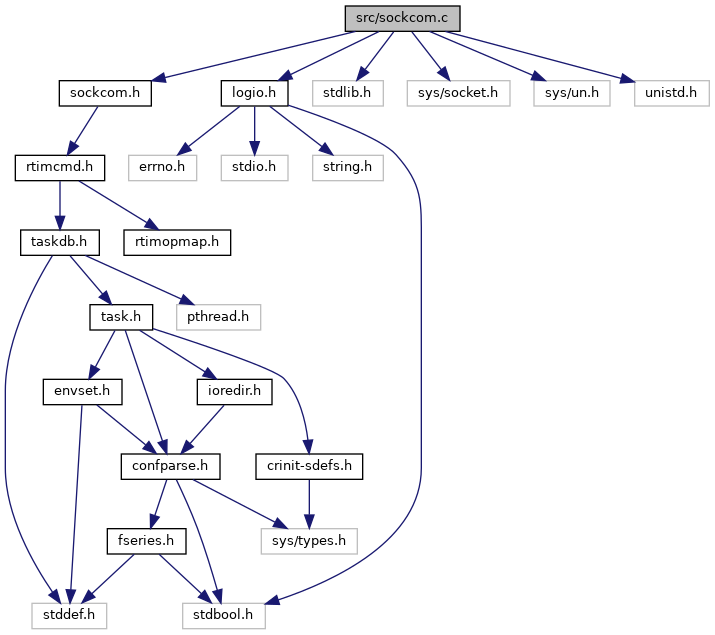 src/sockcom.c
sockcom.h
logio.h
stdlib.h
sys/socket.h
sys/un.h
unistd.h
rtimcmd.h
errno.h
stdio.h
string.h
taskdb.h
rtimopmap.h
task.h
pthread.h
envset.h
ioredir.h
confparse.h
crinit-sdefs.h
fseries.h
sys/types.h
stddef.h
stdbool.h